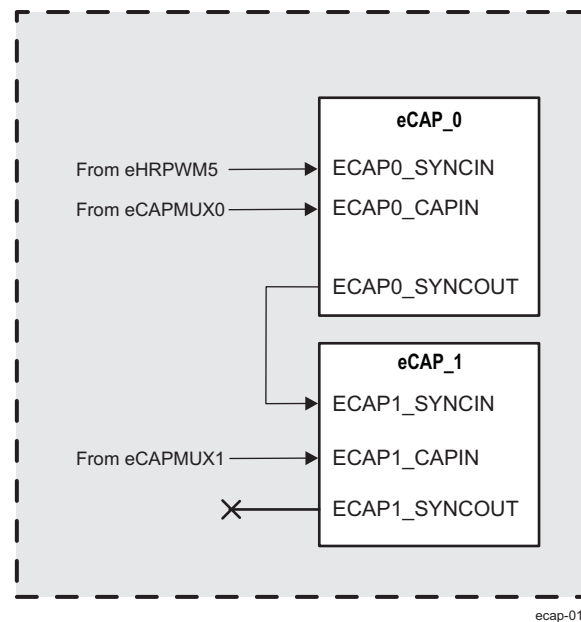 eCAP_0
From eHRPWM5 ECAP0_SYNCIN
From eCAPMUX0 ECAP0_CAPIN
ECAP0_SYNCOUT
eCAP_1
ECAP1_SYNCIN
From eCAPMUX1 ECAP1_CAPIN
ECAP1_SYNCOUT
ecap-01